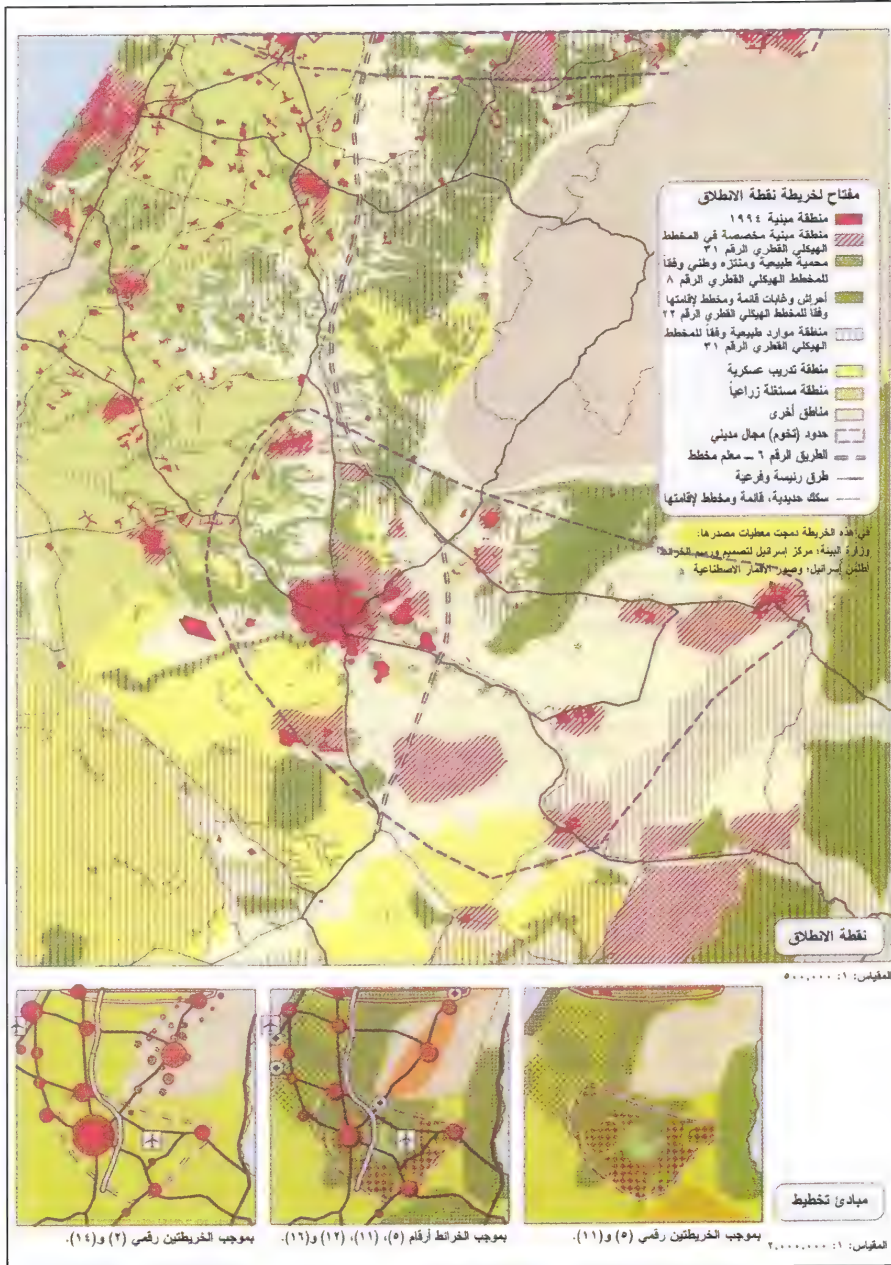 مفتاح لخريطة نقطة الانطلاق
منطقة مبنية ١٩٩٤
منطقة مبنية مخصصة في المخطط
الهيكلي القطري الرقم ٣١
محمية طبيعية ومنتزه وطني وفقاً
للمخطط الهيكلي القطري الرقم ٨
أحراش وغابات قائمة ومخطط لإقامتها
وفقاً للمخطط الهيكلي القطري الرقم ٢٢
منطقة موارد طبيعية وفقاً للمخطط
الهيكلي القطري الرقم ٣١
منطقة تدريب عسكرية
منطقة مستغلة زراعياً
مناطق أخرى
حدود (تخوم) مجال مديني
الطريق الرقم ٦ ــ معلم مخطط
طرق رئيسة وفرعية
سكك حديدية، قائمة ومخطط لإقامتها
في هذه الخريطة دمجت معطيات مصدرها:
وزارة البيئة؛ مركز إسرائيل لتصميم ورسم الخرائط
أطلس إسرائيل؛ وصور الأقمار الاصطناعية
نقطة الانطلاق
المقياس: ١: ٥٠٠,٠٠٠
مبادئ تخطيط
بموجب الخريطتين رقمي (٥) و(١١).
بموجب الخرائط أرقام (٥)، (١١)، (١٢) و(١٦).
بموجب الخريطتين رقمي (٢) و(١٤).
المقياس: ١: ٢,٠٠٠,٠٠٠